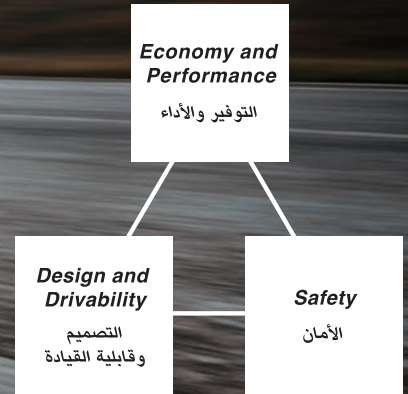 Economy and
Performance
التوفير والأداء
Design and
Drivability
التصميم
وقابلية القيادة
Safety
الأمان